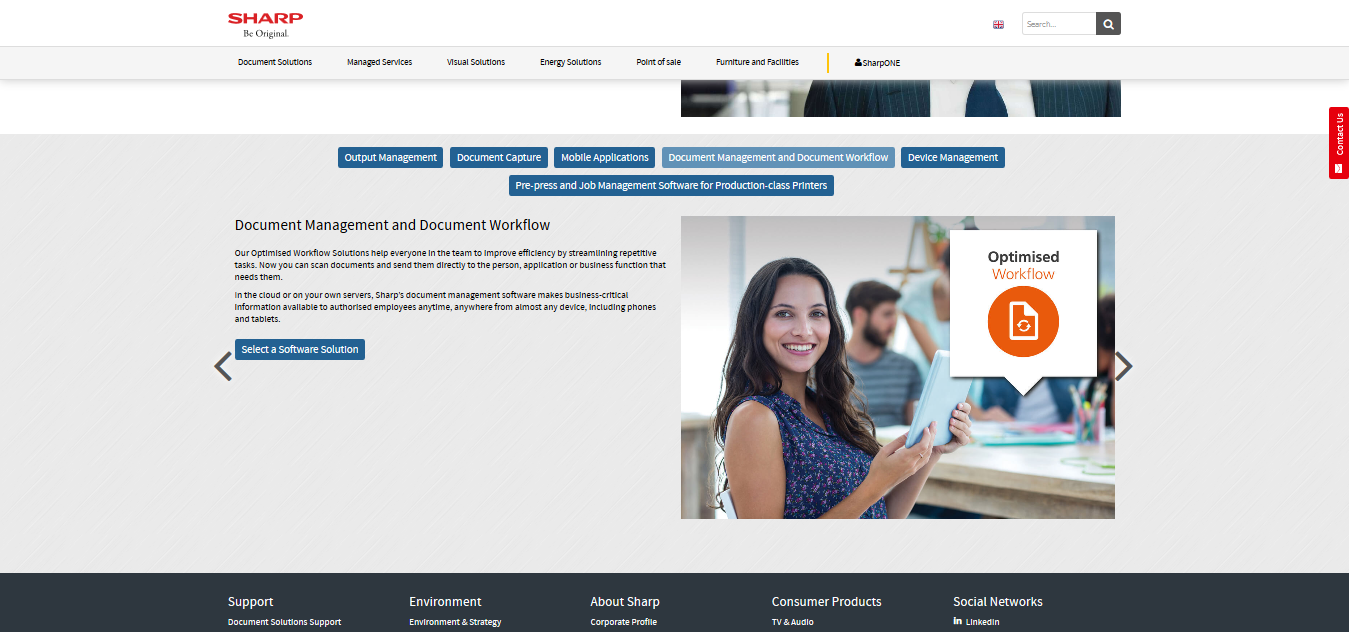 SHARP
Be Original.
Search...
Document Solutions
Managed Services
Visual Solutions
Energy Solutions
Point of sale
Furniture and Facilities
SharpONE
Contact Us
Output Management
Document Capture
Mobile Applications
Document Management and Document Workflow
Device Management
Pre-press and Job Management Software for Production-class Printers
Document Management and Document Workflow
Our Optimised Workflow Solutions help everyone in the team to improve efficiency by streamlining repetitive
tasks. Now you can scan documents and send them directly to the person, application or business function that
needs them.
In the cloud or on your own servers, Sharp's document management software makes business-critical
information available to authorised employees anytime, anywhere from almost any device, including phones
and tablets.
Select a Software Solution
Optimised
Workflow
Support
Environment
About Sharp
Consumer Products
Social Networks
Document Solutions Support
Environment & Strategy
Corporate Profile
TV & Audio
in LinkedIn